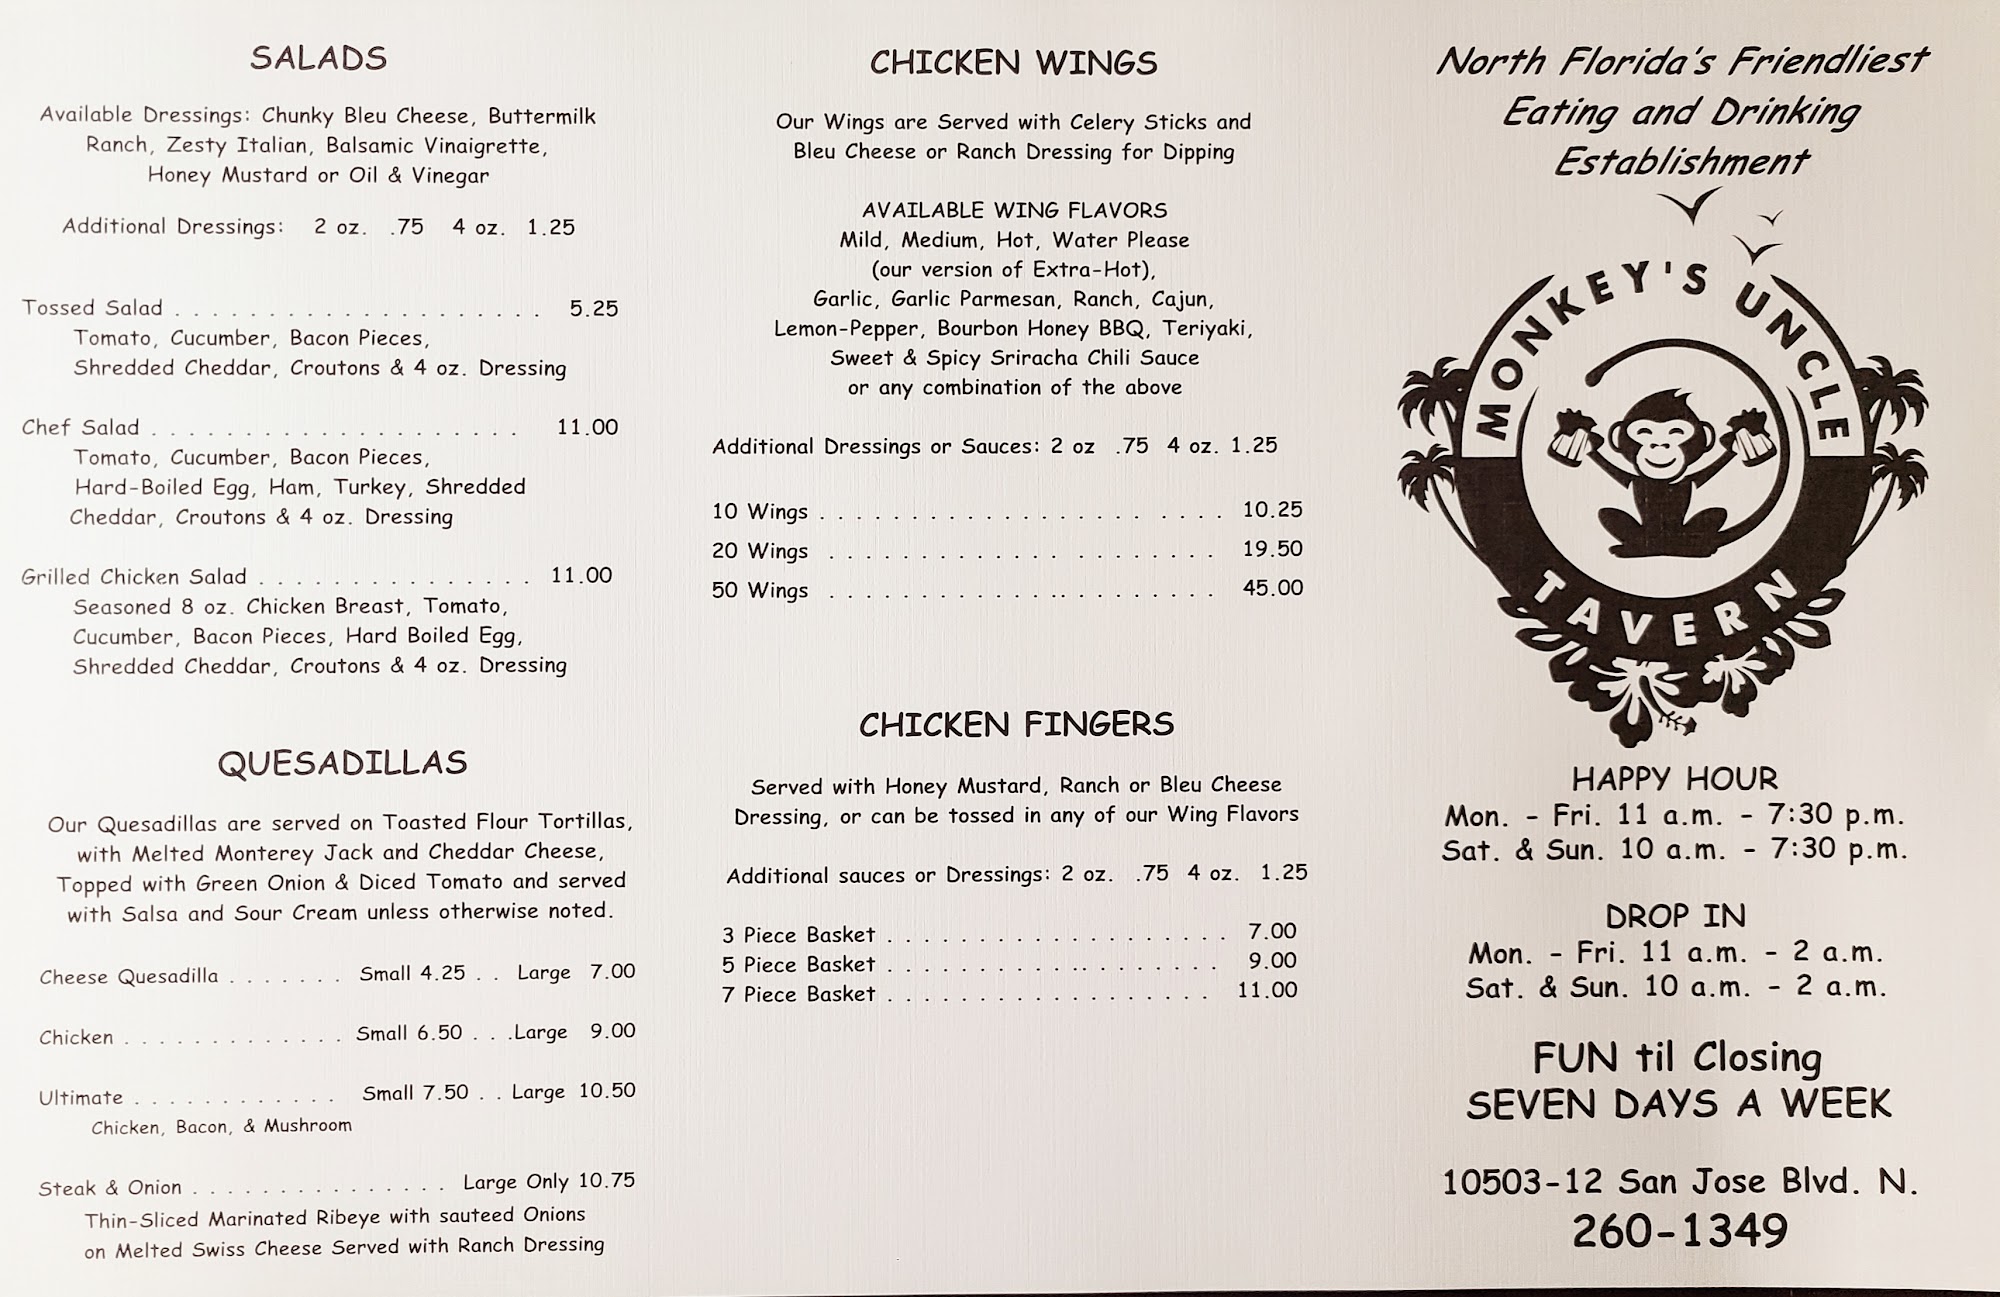 SALADS
Available Dressings: Chunky Bleu Cheese, Buttermilk
Ranch, Zesty Italian, Balsamic Vinaigrette,
Honey Mustard or Oil & Vinegar
Additional Dressings: 2 oz. .75 4 oz. 1.25
Tossed Salad . . . . . . . . . . . . . . . . . . . . 5.25
Tomato, Cucumber, Bacon Pieces,
Shredded Cheddar, Croutons & 4 oz. Dressing
Chef Salad . . . . . . . . . . . . . . . . . . . . 11.00
Tomato, Cucumber, Bacon Pieces,
Hard-Boiled Egg, Ham, Turkey, Shredded
Cheddar, Croutons & 4 oz. Dressing
Grilled Chicken Salad . . . . . . . . . . . . . . . 11.00
Seasoned 8 oz. Chicken Breast, Tomato,
Cucumber, Bacon Pieces, Hard Boiled Egg,
Shredded Cheddar, Croutons & 4 oz. Dressing
QUESADILLAS
Our Quesadillas are served on Toasted Flour Tortillas,
with Melted Monterey Jack and Cheddar Cheese,
Topped with Green Onion & Diced Tomato and served
with Salsa and Sour Cream unless otherwise noted.
Cheese Quesadilla . . . . . . . Small 4.25 . . Large 7.00
Chicken . . . . . . . . . . . . . Small 6.50 . . .Large 9.00
Ultimate . . . . . . . . . . . . Small 7.50 . . Large 10.50
Chicken, Bacon, & Mushroom
Steak & Onion . . . . . . . . . . . . . . . Large Only 10.75
Thin-Sliced Marinated Ribeye with sauteed Onions
on Melted Swiss Cheese Served with Ranch Dressing
CHICKEN WINGS
Our Wings are Served with Celery Sticks and
Bleu Cheese or Ranch Dressing for Dipping
AVAILABLE WING FLAVORS
Mild, Medium, Hot, Water Please
(our version of Extra-Hot),
Garlic, Garlic Parmesan, Ranch, Cajun,
Lemon-Pepper, Bourbon Honey BBQ, Teriyaki,
Sweet & Spicy Sriracha Chili Sauce
or any combination of the above
Additional Dressings or Sauces: 2 oz .75 4 oz. 1.25
10 Wings . . . . . . . . . . . . . . . . . . . . . . 10.25
20 Wings . . . . . . . . . . . . . . . . . . . . . 19.50
50 Wings . . . . . . . . . . . . .. . . . . . . . . 45.00
CHICKEN FINGERS
Served with Honey Mustard, Ranch or Bleu Cheese
Dressing, or can be tossed in any of our Wing Flavors
Additional sauces or Dressings: 2 oz. .75 4 oz. 1.25
3 Piece Basket . . . . . . . . . . . . . . . . . . . 7.00
5 Piece Basket . . . . . . . . . . .. . . . . . . . 9.00
7 Piece Basket . . . . . . . . . . . . . . . . . . 11.00
North Florida's Friendliest
Eating and Drinking
Establishment
MONKEY'S UNCLE
TAVERN
HAPPY HOUR
Mon. - Fri. 11 a.m. - 7:30 p.m.
Sat. & Sun. 10 a.m. - 7:30 p.m.
DROP IN
Mon. - Fri. 11 a.m. - 2 a.m.
Sat. & Sun. 10 a.m. - 2 a.m.
FUN til Closing
SEVEN DAYS A WEEK
10503-12 San Jose Blvd. N.
260-1349